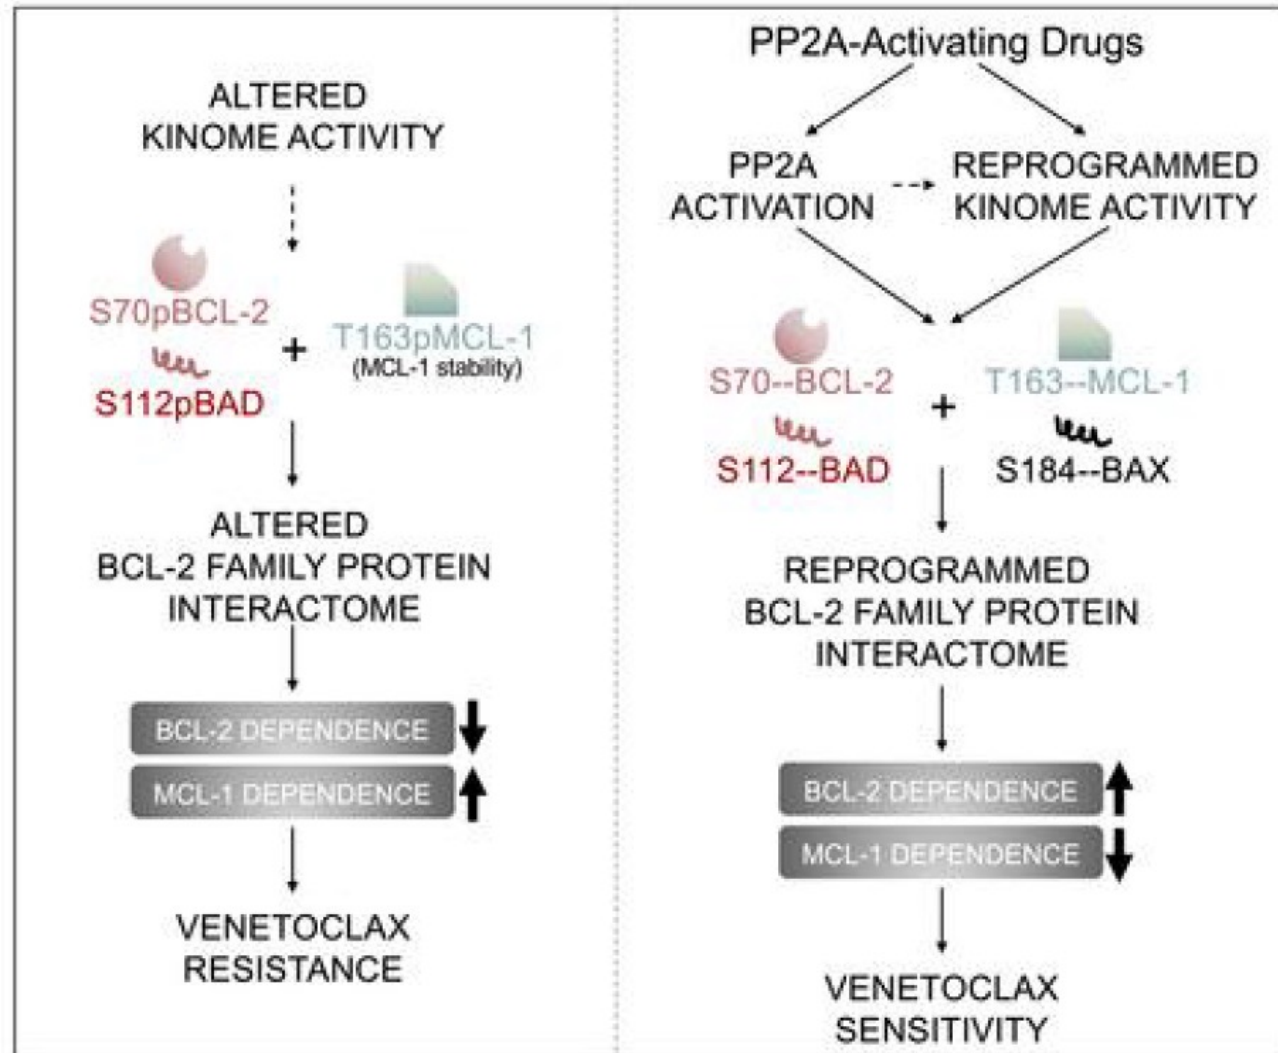 ALTERED
KINOME ACTIVITY
S70pBCL-2
+
T163pMCL-1
(MCL-1 stability)
S112pBAD
ALTERED
BCL-2 FAMILY PROTEIN
INTERACTOME
BCL-2 DEPENDENCE
MCL-1 DEPENDENCE
VENETOCLAX
RESISTANCE
PP2A-Activating Drugs
PP2A
ACTIVATION
REPROGRAMMED
KINOME ACTIVITY
S70--BCL-2
+
T163--MCL-1
S112--BAD
S184--BAX
REPROGRAMMED
BCL-2 FAMILY PROTEIN
INTERACTOME
BCL-2 DEPENDENCE
MCL-1 DEPENDENCE
VENETOCLAX
SENSITIVITY